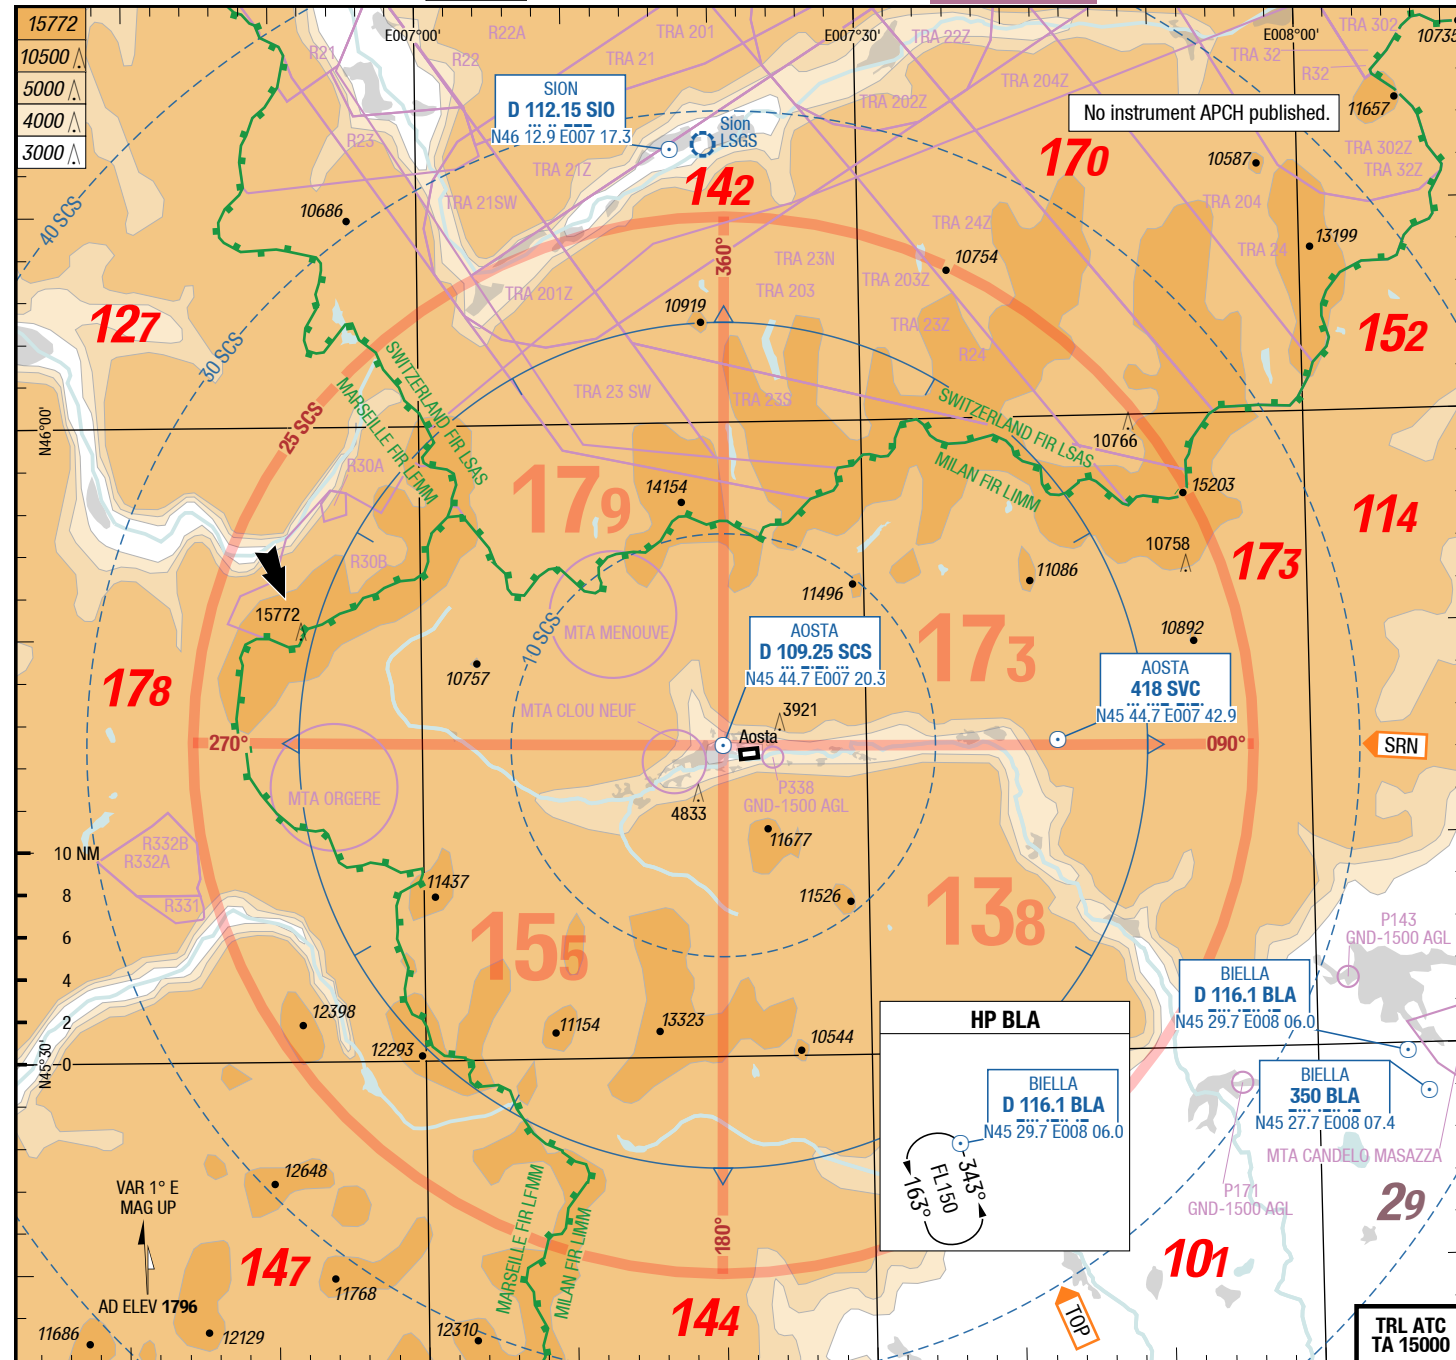 15772
10500
5000
4000
3000
E007°00'
E007°30'
E008°00'
10735
R21
R22A
R22
TRA 201
TRA 21
TRA 22Z
TRA 204Z
TRA 202Z
TRA 302
TRA 32
R32
11657
SION
D 112.15 SIO
N46 12.9 E007 17.3
Sion
LSGS
No instrument APCH published.
R23
TRA 21Z
TRA 21SW
142
170
10587
TRA 302Z
TRA 32Z
TRA 204
40 SCS
10686
360°
TRA 24Z
10754
13199
TRA 24
TRA 23N
TRA 203
TRA 203Z
TRA 201Z
127
10919
TRA 23Z
R24
152
30 SCS
SWITZERLAND FIR LSAS
MARSEILLE FIR LFMM
TRA 23 SW
TRA 23S
SWITZERLAND FIR LSAS
MILAN FIR LIMM
25 SCS
N46°00'
10766
R30A
179
14154
15203
114
R30B
10758
173
11086
11496
15772
MTA MENOUVE
10 SCS
AOSTA
D 109.25 SCS
N45 44.7 E007 20.3
173
10892
10757
178
AOSTA
418 SVC
N45 44.7 E007 42.9
MTA CLOU NEUF
3921
Aosta
270°
090°
SRN
MTA ORGERE
P338
GND-1500 AGL
4833
11677
R332B
R332A
R331
10 NM
8
6
4
2
0
N45°30'
11437
11526
155
138
P143
GND-1500 AGL
BIELLA
D 116.1 BLA
N45 29.7 E008 06.0
12398
12293
11154
13323
10544
HP BLA
BIELLA
D 116.1 BLA
N45 29.7 E008 06.0
343°
FL150
163°
BIELLA
350 BLA
N45 27.7 E008 07.4
MTA CANDELO MASAZZA
P171
GND-1500 AGL
29
12648
VAR 1° E
MAG UP
MARSEILLE FIR LFMM
MILAN FIR LIMM
180°
147
11768
144
101
TOP
AD ELEV 1796
11686
12129
12310
TRL ATC
TA 15000